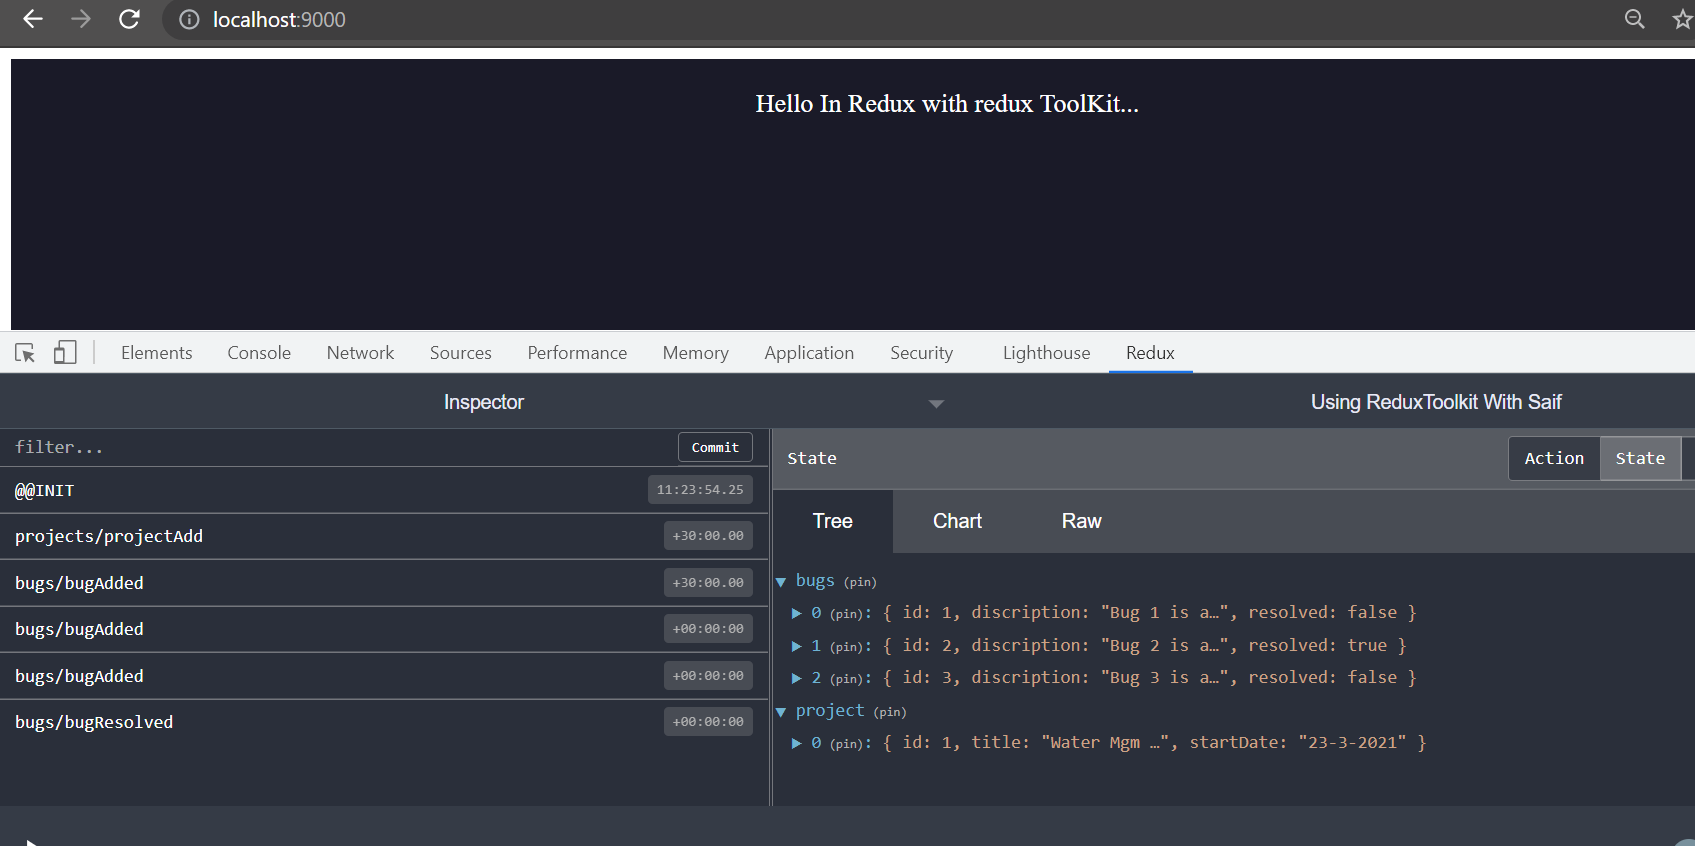 localhost:9000
Hello In Redux with redux ToolKit...
Elements Console Network Sources Performance Memory Application Security Lighthouse Redux
Inspector Using ReduxToolkit With Saif
filter... Commit
@@INIT 11:23:54.25
projects/projectAdd +30:00.00
bugs/bugAdded +30:00.00
bugs/bugAdded +00:00:00
bugs/bugAdded +00:00:00
bugs/bugResolved +00:00:00
State Action State
Tree Chart Raw
bugs (pin)
0 (pin): { id: 1, discription: "Bug 1 is a…", resolved: false }
1 (pin): { id: 2, discription: "Bug 2 is a…", resolved: true }
2 (pin): { id: 3, discription: "Bug 3 is a…", resolved: false }
project (pin)
0 (pin): { id: 1, title: "Water Mgm …", startDate: "23-3-2021" }